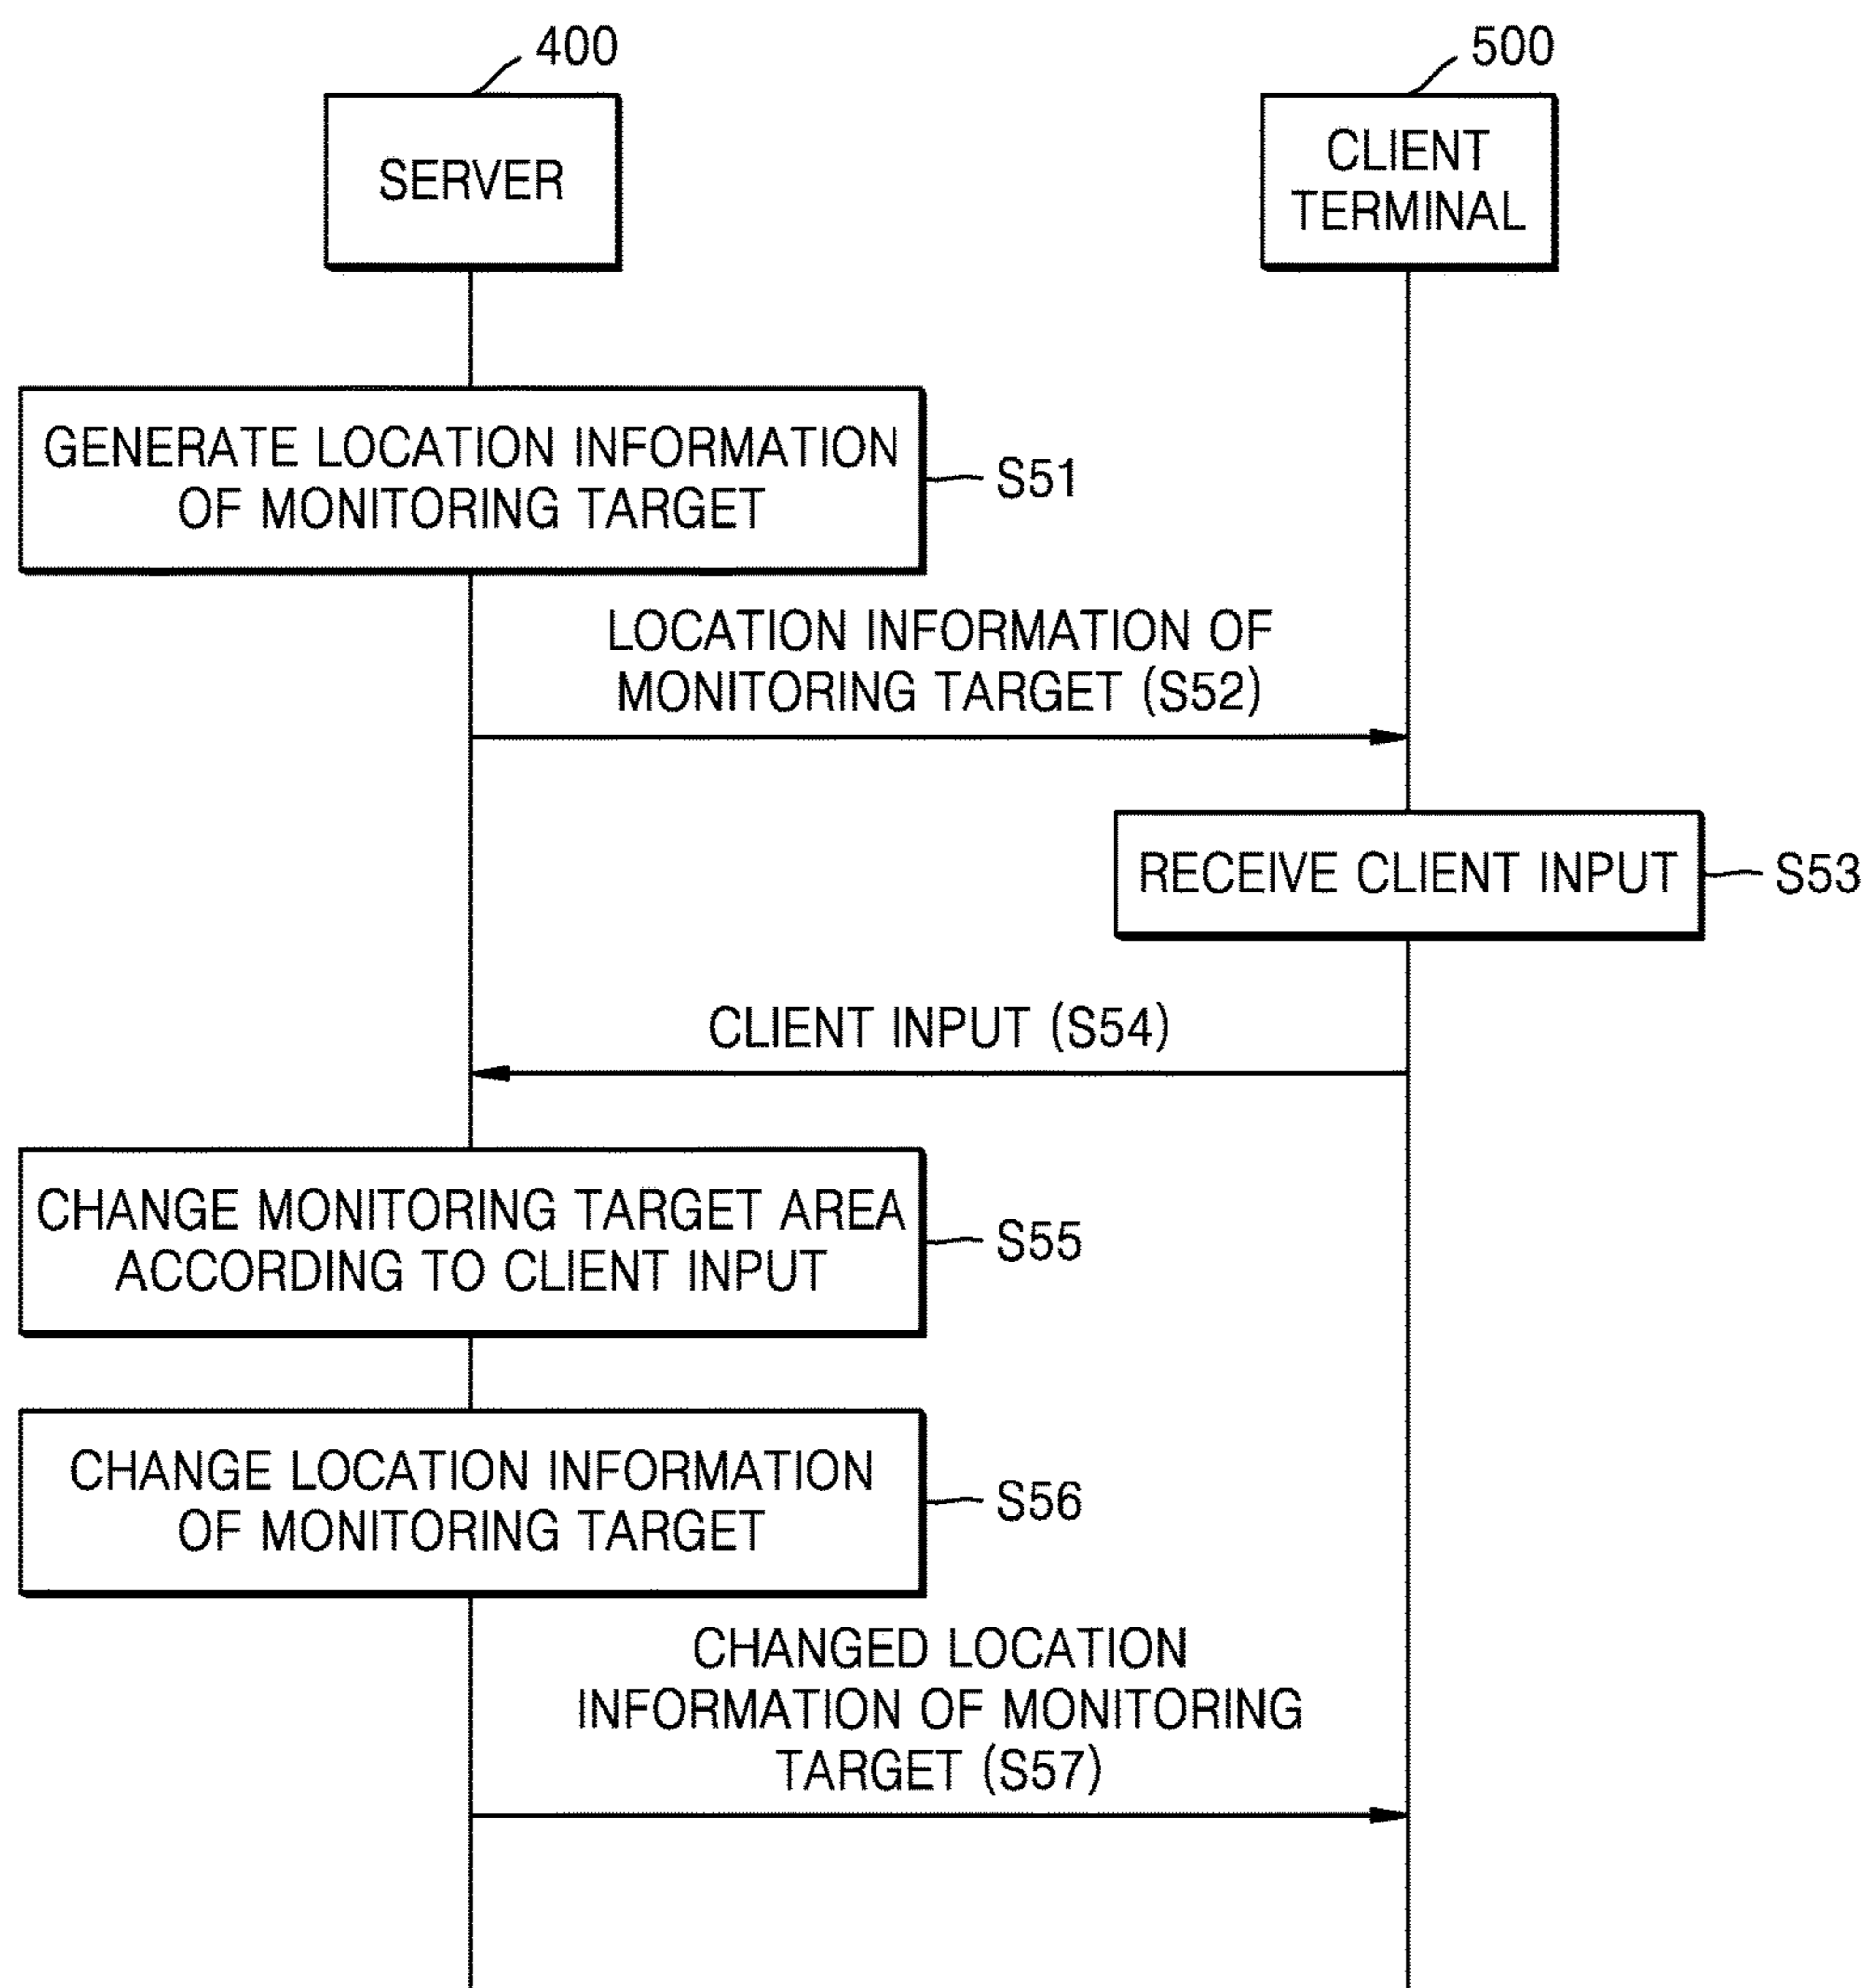 400
500
SERVER
CLIENT
TERMINAL
GENERATE LOCATION INFORMATION
OF MONITORING TARGET
S51
LOCATION INFORMATION OF
MONITORING TARGET (S52)
RECEIVE CLIENT INPUT
S53
CLIENT INPUT (S54)
CHANGE MONITORING TARGET AREA
ACCORDING TO CLIENT INPUT
S55
CHANGE LOCATION INFORMATION
OF MONITORING TARGET
S56
CHANGED LOCATION
INFORMATION OF MONITORING
TARGET (S57)